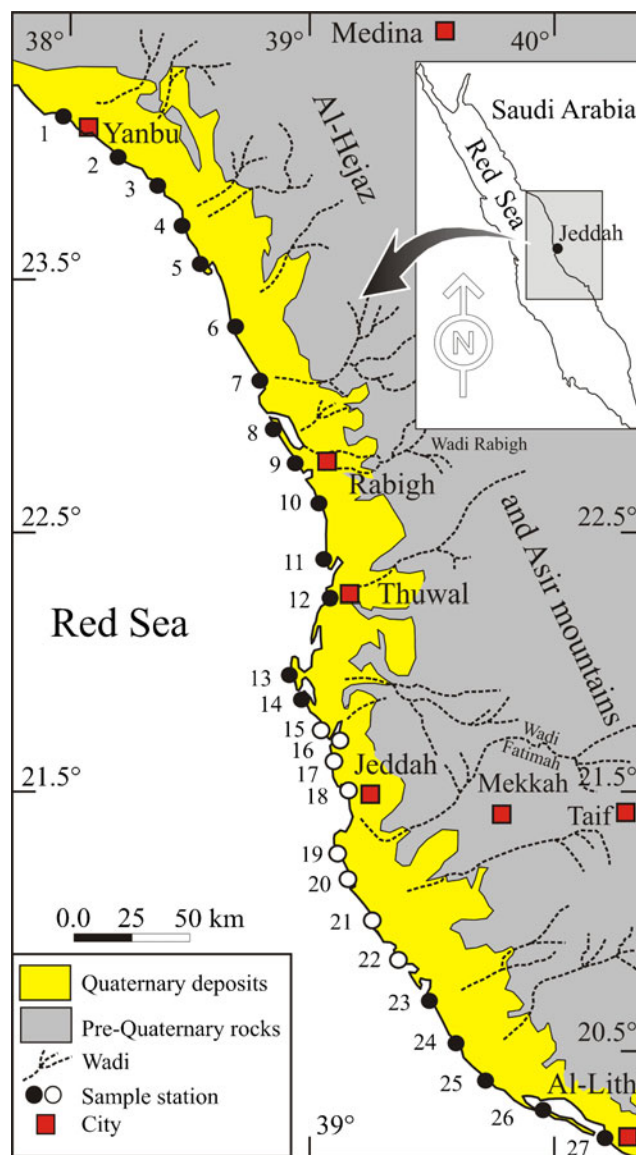 38°
39°
40°
Medina
Saudi Arabia
Red Sea
Jeddah
N
Al-Hejaz
and Asir mountains
1
Yanbu
2
3
4
5
23.5°
6
7
8
Wadi Rabigh
9
Rabigh
10
22.5°
22.5°
11
12
Thuwal
Red Sea
13
14
15
16
17
Wadi
Fatimah
Jeddah
Mekkah
21.5°
21.5°
18
Taif
19
20
21
22
23
24
20.5°
25
Al-Lith
26
27
39°
40°
0.0 25 50 km
Quaternary deposits
Pre-Quaternary rocks
Wadi
Sample station
City